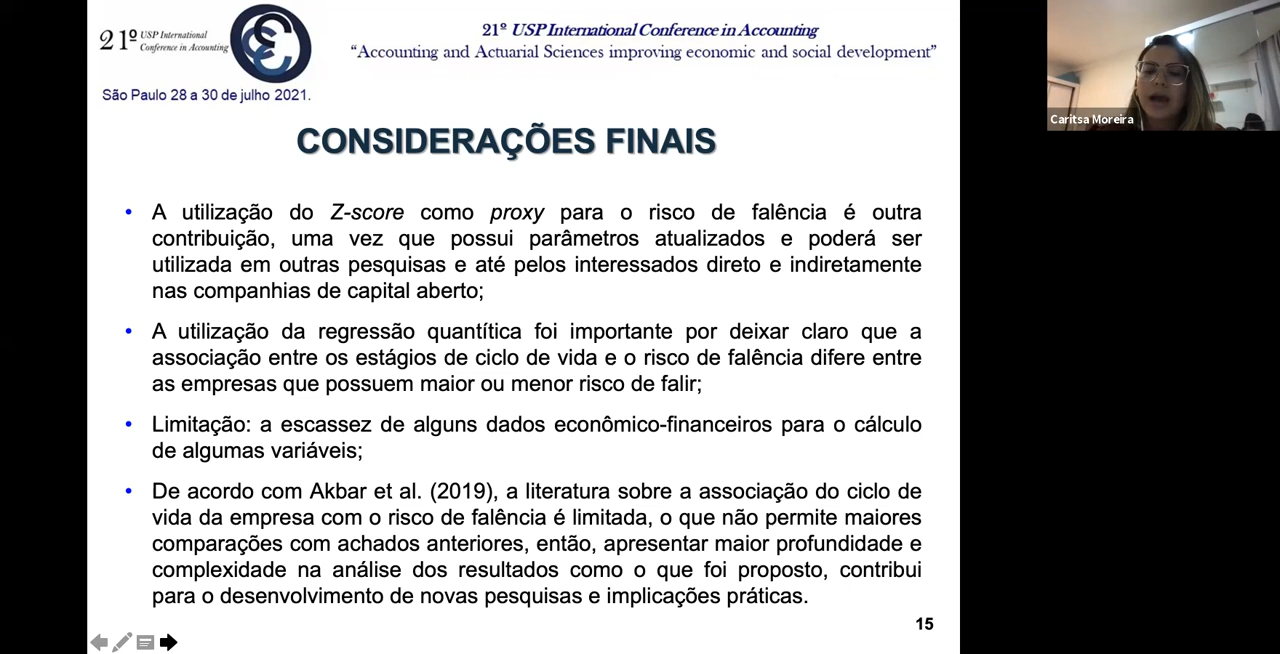 21º USP International
Conference in Accounting
São Paulo 28 a 30 de julho 2021.
21º USP International Conference in Accounting
“Accounting and Actuarial Sciences improving economic and social development”
CONSIDERAÇÕES FINAIS
• A utilização do Z-score como proxy para o risco de falência é outra
contribuição, uma vez que possui parâmetros atualizados e poderá ser
utilizada em outras pesquisas e até pelos interessados direto e indiretamente
nas companhias de capital aberto;
• A utilização da regressão quantítica foi importante por deixar claro que a
associação entre os estágios de ciclo de vida e o risco de falência difere entre
as empresas que possuem maior ou menor risco de falir;
• Limitação: a escassez de alguns dados econômico-financeiros para o cálculo
de algumas variáveis;
• De acordo com Akbar et al. (2019), a literatura sobre a associação do ciclo de
vida da empresa com o risco de falência é limitada, o que não permite maiores
comparações com achados anteriores, então, apresentar maior profundidade e
complexidade na análise dos resultados como o que foi proposto, contribui
para o desenvolvimento de novas pesquisas e implicações práticas.
15
Caritsa Moreira